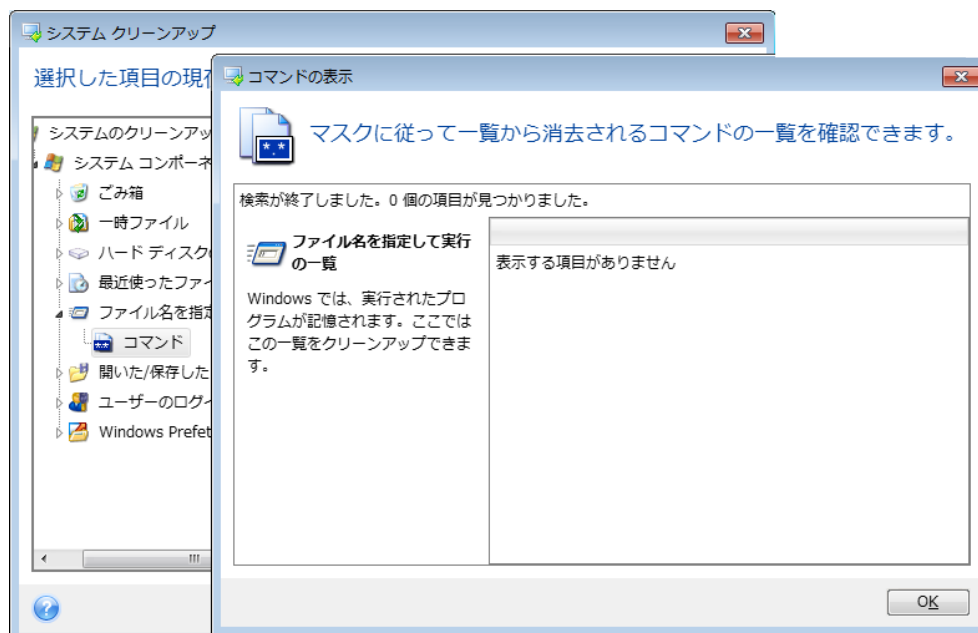 システム クリーンアップ
選択した項目の現
システムのクリーンアッ
システム コンポーネ
ごみ箱
一時ファイル
ハード ディスク
最近使ったファイ
ファイル名を指定
コマンド
開いた/保存した
ユーザーのログ
Windows Prefet
コマンドの表示
マスクに従って一覧から消去されるコマンドの一覧を確認できます。
検索が終了しました。0 個の項目が見つかりました。
ファイル名を指定して実行
の一覧
Windows では、実行されたプロ
グラムが記憶されます。ここでは
この一覧をクリーンアップできま
す。
表示する項目がありません
OK